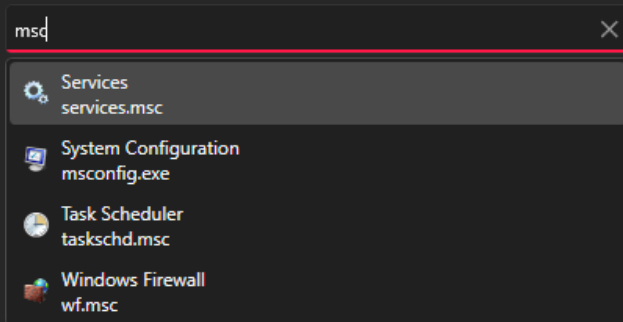 msc
Services
services.msc
System Configuration
msconfig.exe
Task Scheduler
taskschd.msc
Windows Firewall
wf.msc